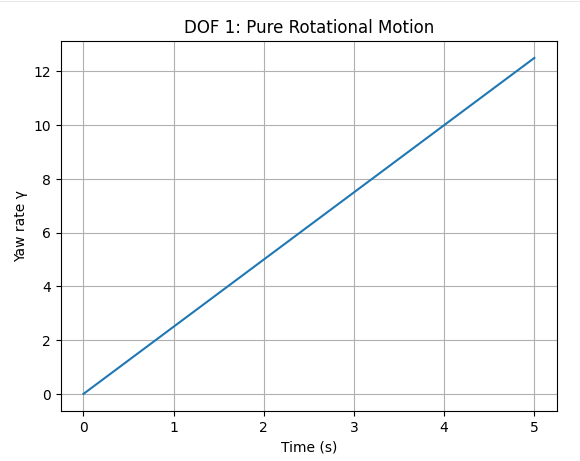 DOF 1: Pure Rotational Motion
12
10
8
6
4
2
0
Yaw rate γ
0 1 2 3 4 5
Time (s)